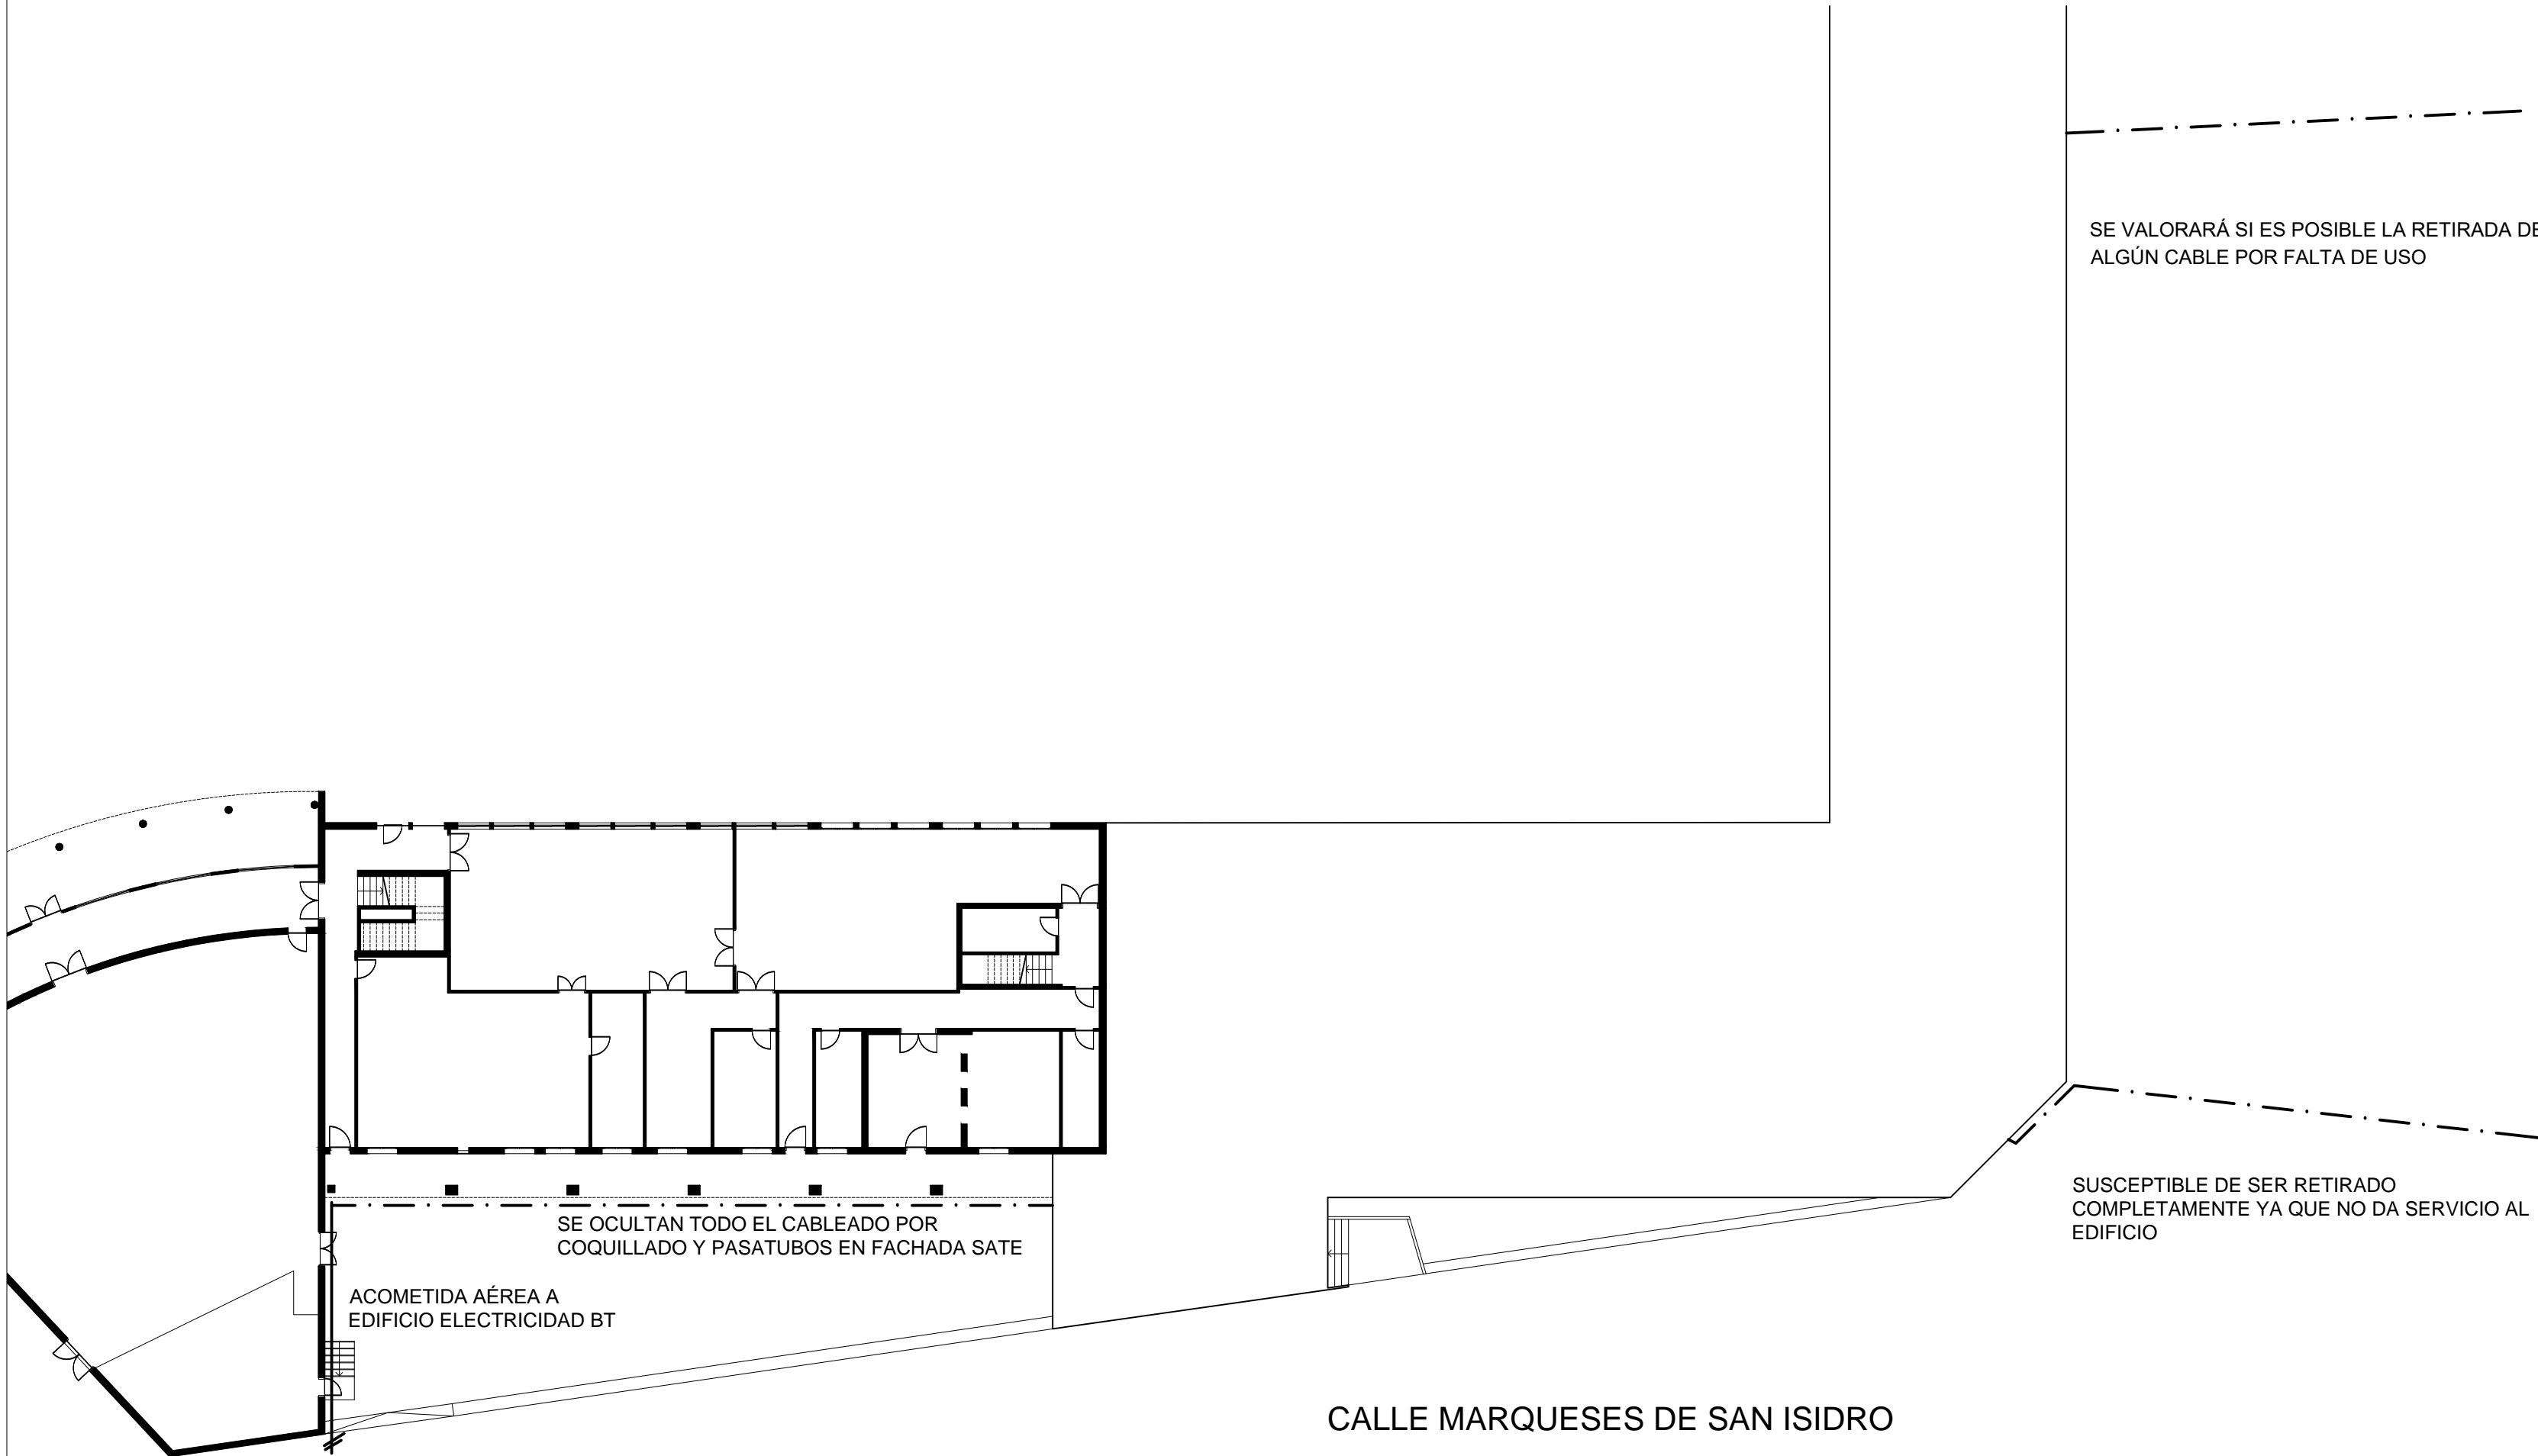 SE VALORARÁ SI ES POSIBLE LA RETIRADA DE
ALGÚN CABLE POR FALTA DE USO
SUSCEPTIBLE DE SER RETIRADO
COMPLETAMENTE YA QUE NO DA SERVICIO AL
EDIFICIO
SE OCULTAN TODO EL CABLEADO POR
COQUILLADO Y PASATUBOS EN FACHADA SATE
ACOMETIDA AÉREA A
EDIFICIO ELECTRICIDAD BT
CALLE MARQUESES DE SAN ISIDRO